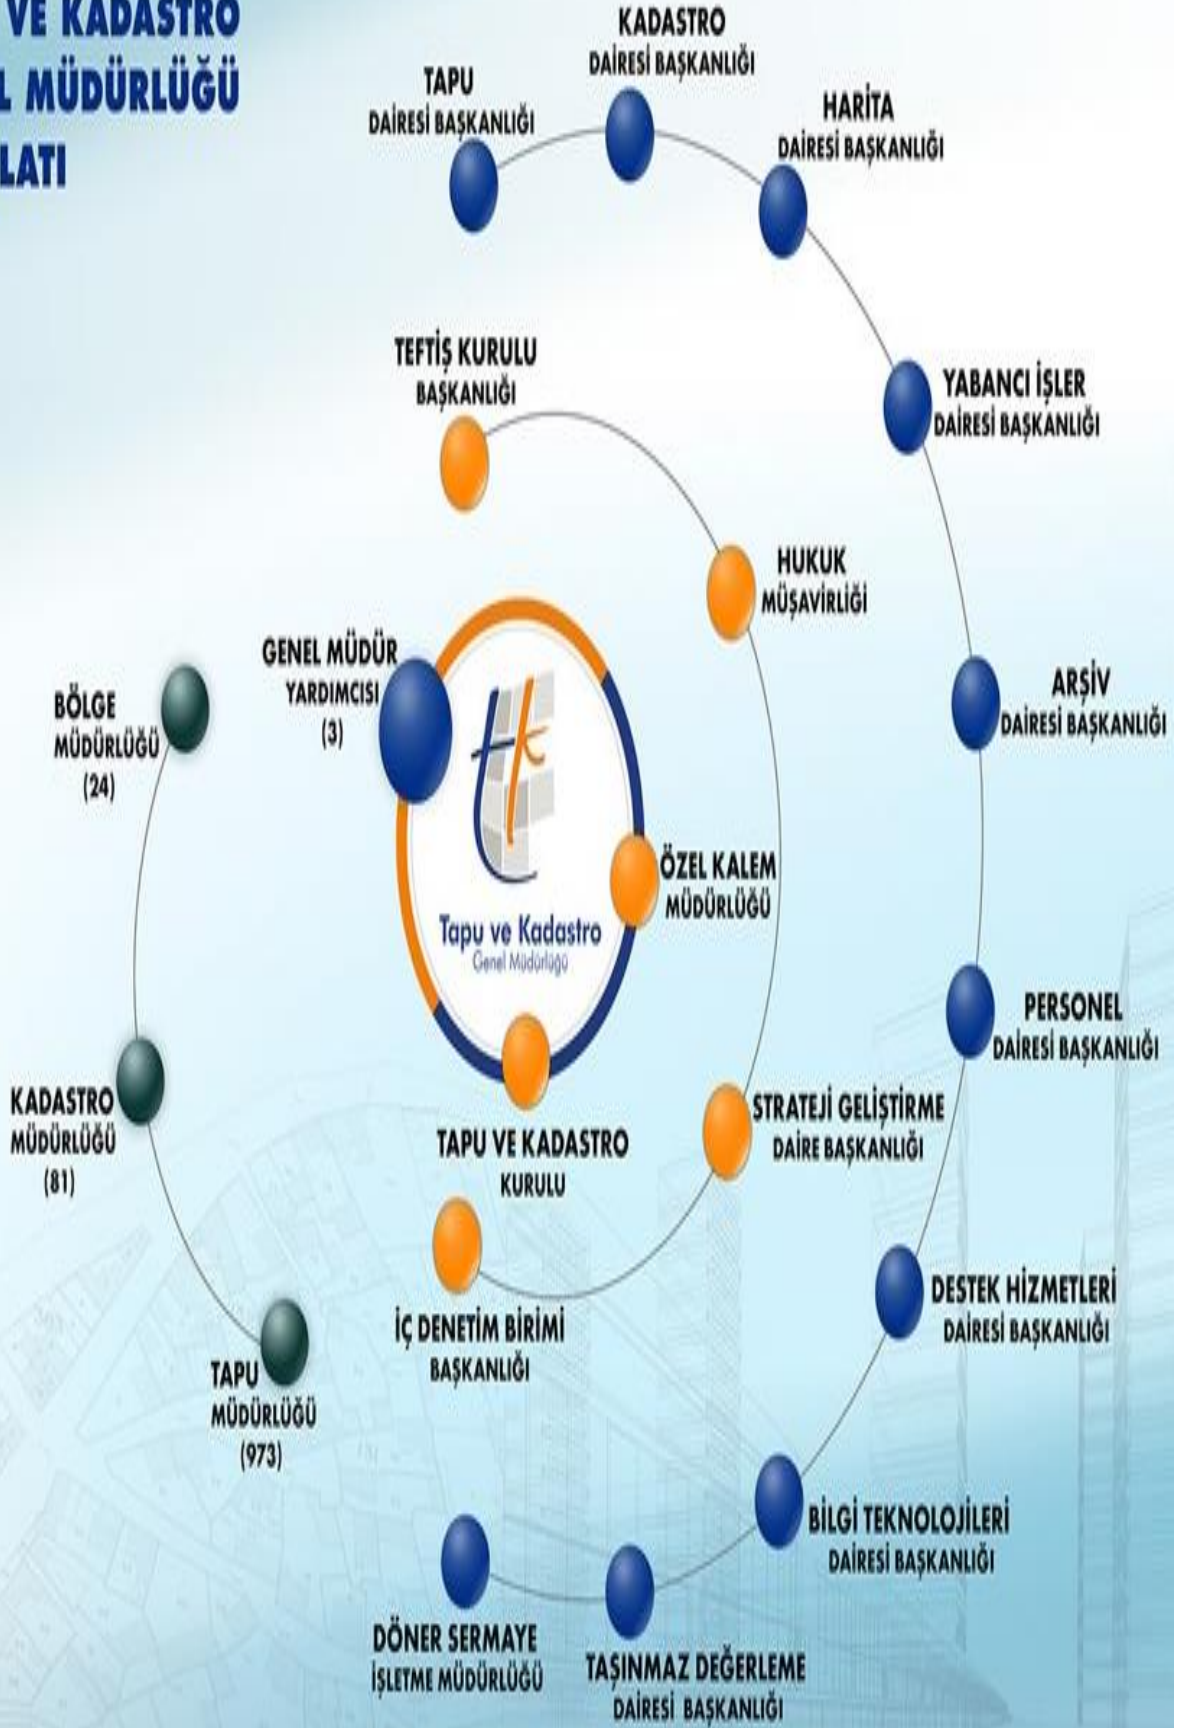 VE KADASTRO
L MÜDÜRLÜĞÜ
LATI
TAPU
DAİRESİ BAŞKANLIĞI
KADASTRO
DAİRESİ BAŞKANLIĞI
HARİTA
DAİRESİ BAŞKANLIĞI
YABANCI İŞLER
DAİRESİ BAŞKANLIĞI
ARŞİV
DAİRESİ BAŞKANLIĞI
PERSONEL
DAİRESİ BAŞKANLIĞI
DESTEK HİZMETLERİ
DAİRESİ BAŞKANLIĞI
BİLGİ TEKNOLOJİLERİ
DAİRESİ BAŞKANLIĞI
TAŞINMAZ DEĞERLEME
DAİRESİ BAŞKANLIĞI
DÖNER SERMAYE
İŞLETME MÜDÜRLÜĞÜ
TEFTİŞ KURULU
BAŞKANLIĞI
HUKUK
MÜŞAVİRLİĞİ
STRATEJİ GELİŞTİRME
DAİRE BAŞKANLIĞI
İÇ DENETİM BİRİMİ
BAŞKANLIĞI
GENEL MÜDÜR
YARDIMCISI
(3)
ÖZEL KALEM
MÜDÜRLÜĞÜ
Tapu ve Kadastro
Genel Müdürlüğü
TAPU VE KADASTRO
KURULU
BÖLGE
MÜDÜRLÜĞÜ
(24)
KADASTRO
MÜDÜRLÜĞÜ
(81)
TAPU
MÜDÜRLÜĞÜ
(973)